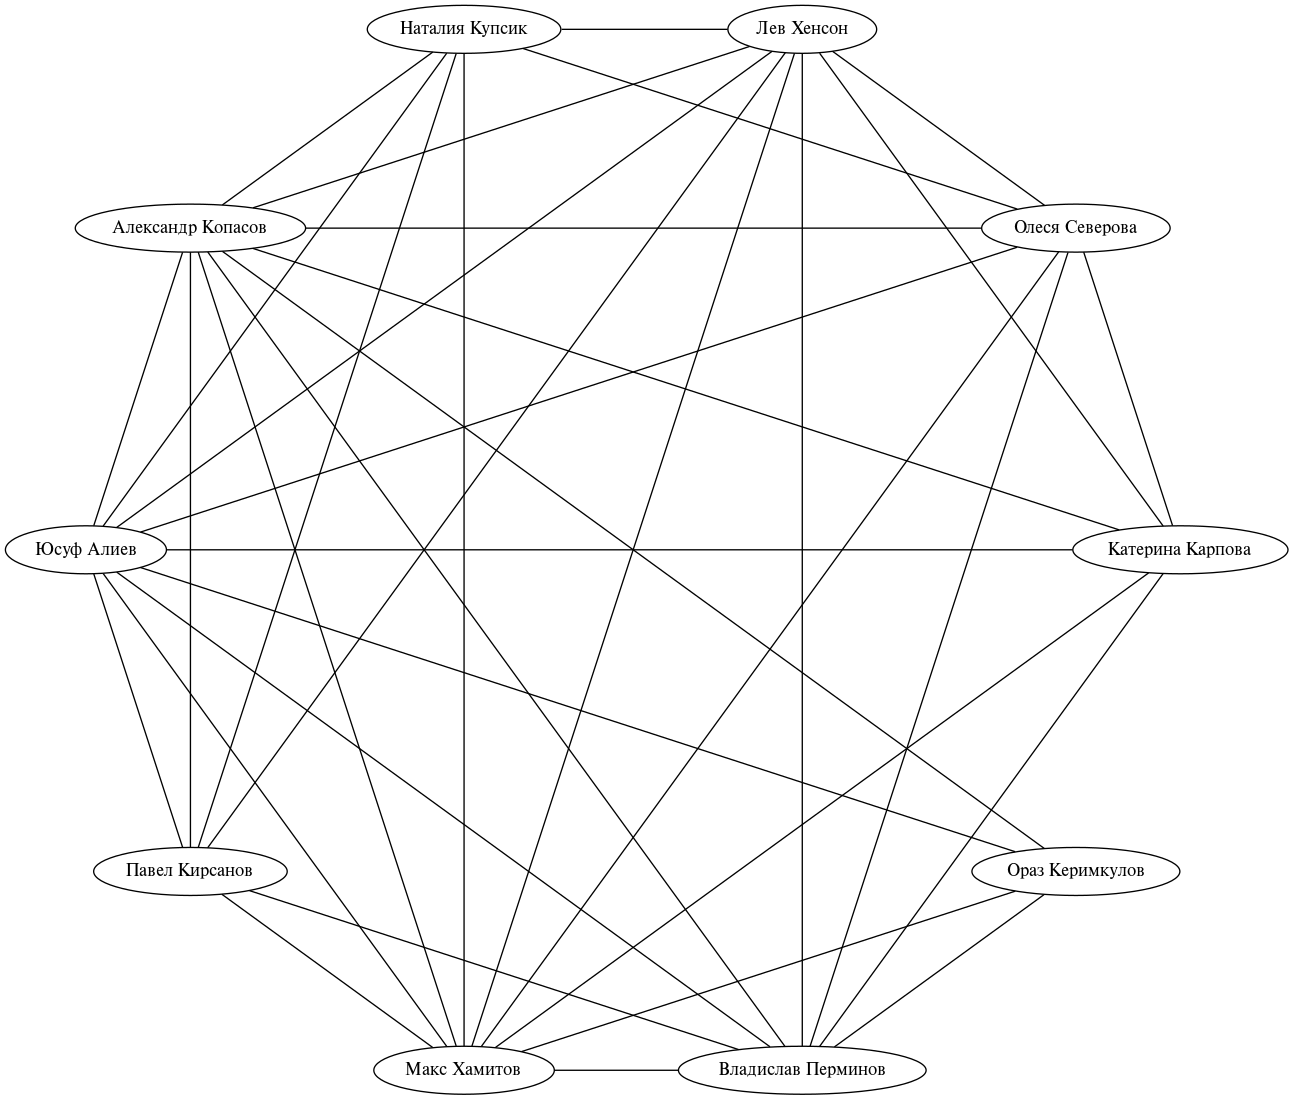 Наталия Купсик
Лев Хенсон
Александр Копасов
Олеся Северова
Юсуф Алиев
Катерина Карпова
Павел Кирсанов
Ораз Керимкулов
Макс Хамитов
Владислав Перминов